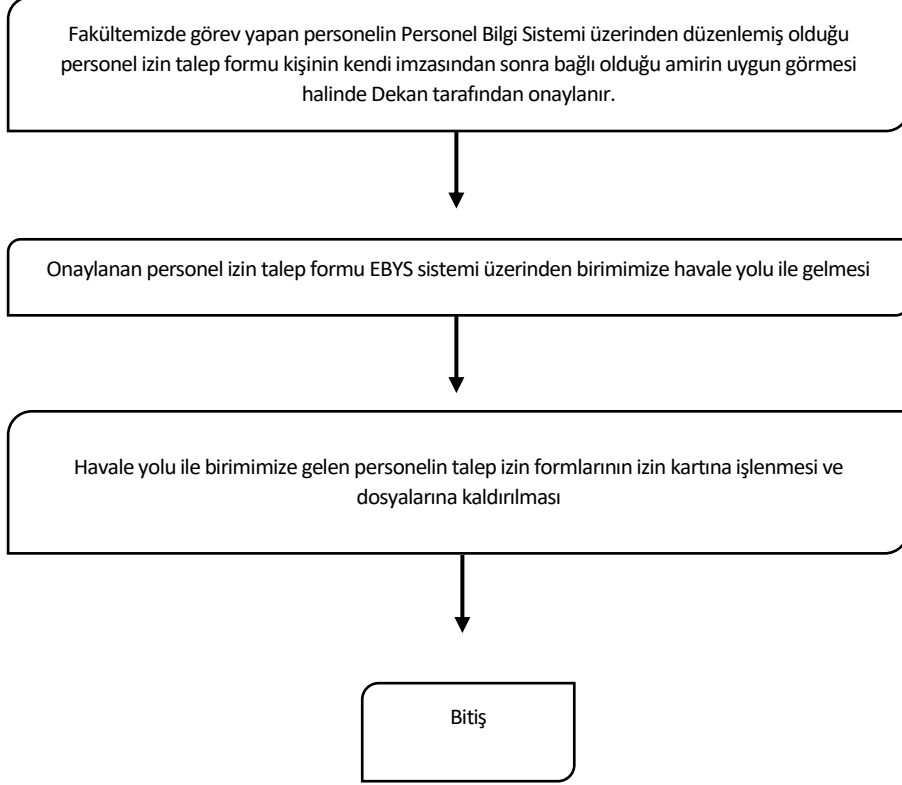 Fakültemizde görev yapan personelin Personel Bilgi Sistemi üzerinden düzenlemiş olduğu
personel izin talep formu kişinin kendi imzasından sonra bağlı olduğu amirin uygun görmesi
halinde Dekan tarafından onaylanır.
Onaylanan personel izin talep formu EBYS sistemi üzerinden birimimize havale yolu ile gelmesi
Havale yolu ile birimimize gelen personelin talep izin formlarının izin kartına işlenmesi ve
dosyalarına kaldırılması
Bitiş